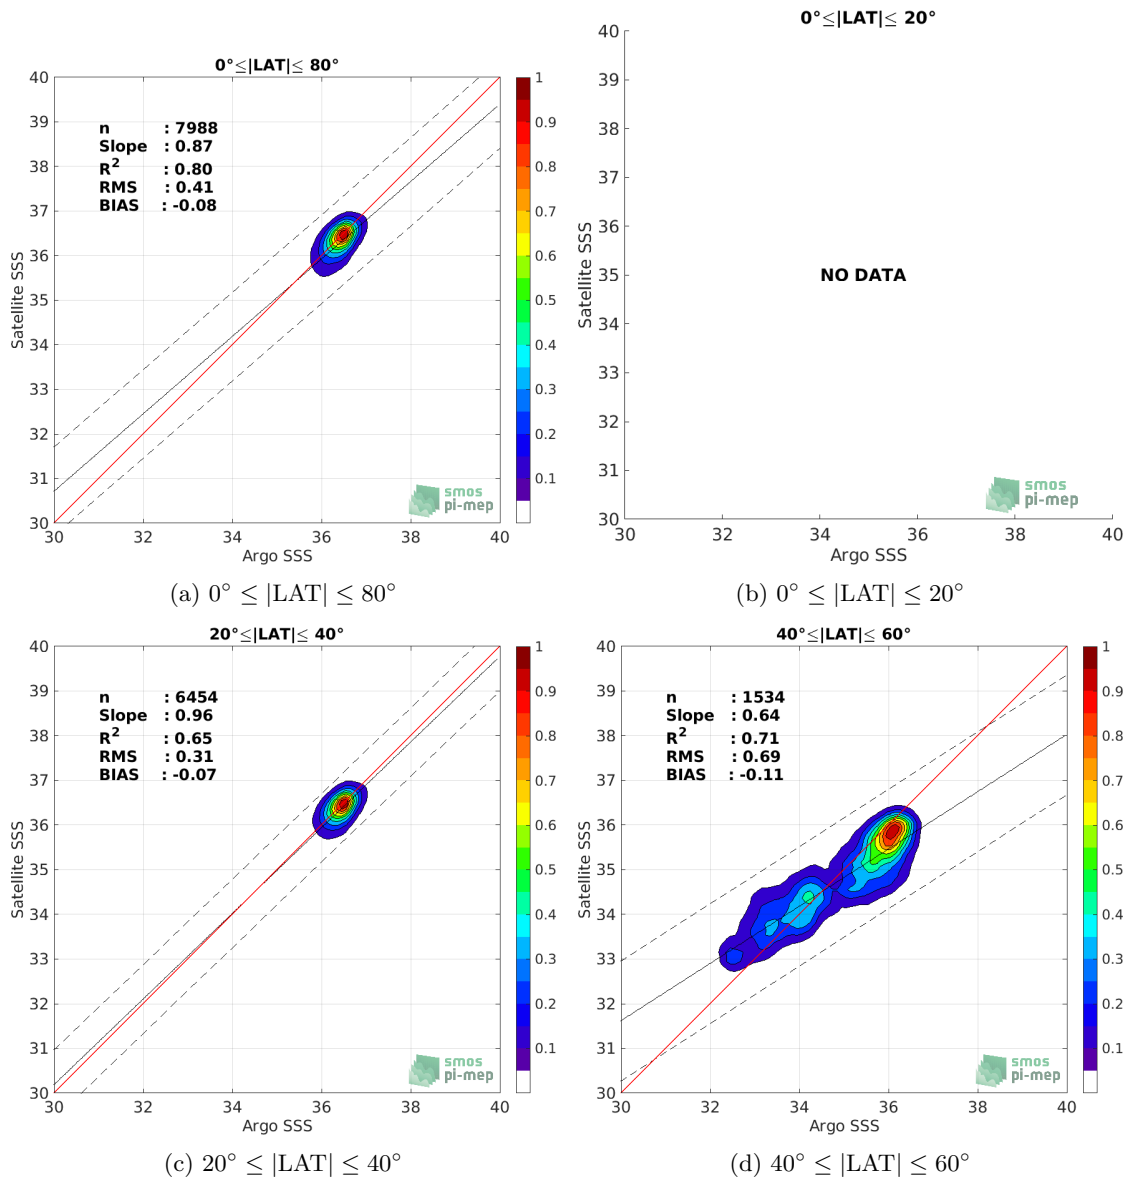 0°≤|LAT|≤ 80°
n : 7988
Slope : 0.87
R² : 0.80
RMS : 0.41
BIAS : -0.08
40
39
38
37
36
35
34
33
32
31
30
Satellite SSS
30 32 34 36 38 40
Argo SSS
1
0.9
0.8
0.7
0.6
0.5
0.4
0.3
0.2
0.1
smos
pi-mep
(a) 0° ≤ |LAT| ≤ 80°
0°≤|LAT|≤ 20°
40
39
38
37
36
35
34
33
32
31
30
Satellite SSS
NO DATA
30 32 34 36 38 40
Argo SSS
smos
pi-mep
(b) 0° ≤ |LAT| ≤ 20°
20°≤|LAT|≤ 40°
n : 6454
Slope : 0.96
R² : 0.65
RMS : 0.31
BIAS : -0.07
40
39
38
37
36
35
34
33
32
31
30
Satellite SSS
30 32 34 36 38 40
Argo SSS
1
0.9
0.8
0.7
0.6
0.5
0.4
0.3
0.2
0.1
smos
pi-mep
(c) 20° ≤ |LAT| ≤ 40°
40°≤|LAT|≤ 60°
n : 1534
Slope : 0.64
R² : 0.71
RMS : 0.69
BIAS : -0.11
40
39
38
37
36
35
34
33
32
31
30
Satellite SSS
30 32 34 36 38 40
Argo SSS
1
0.9
0.8
0.7
0.6
0.5
0.4
0.3
0.2
0.1
smos
pi-mep
(d) 40° ≤ |LAT| ≤ 60°